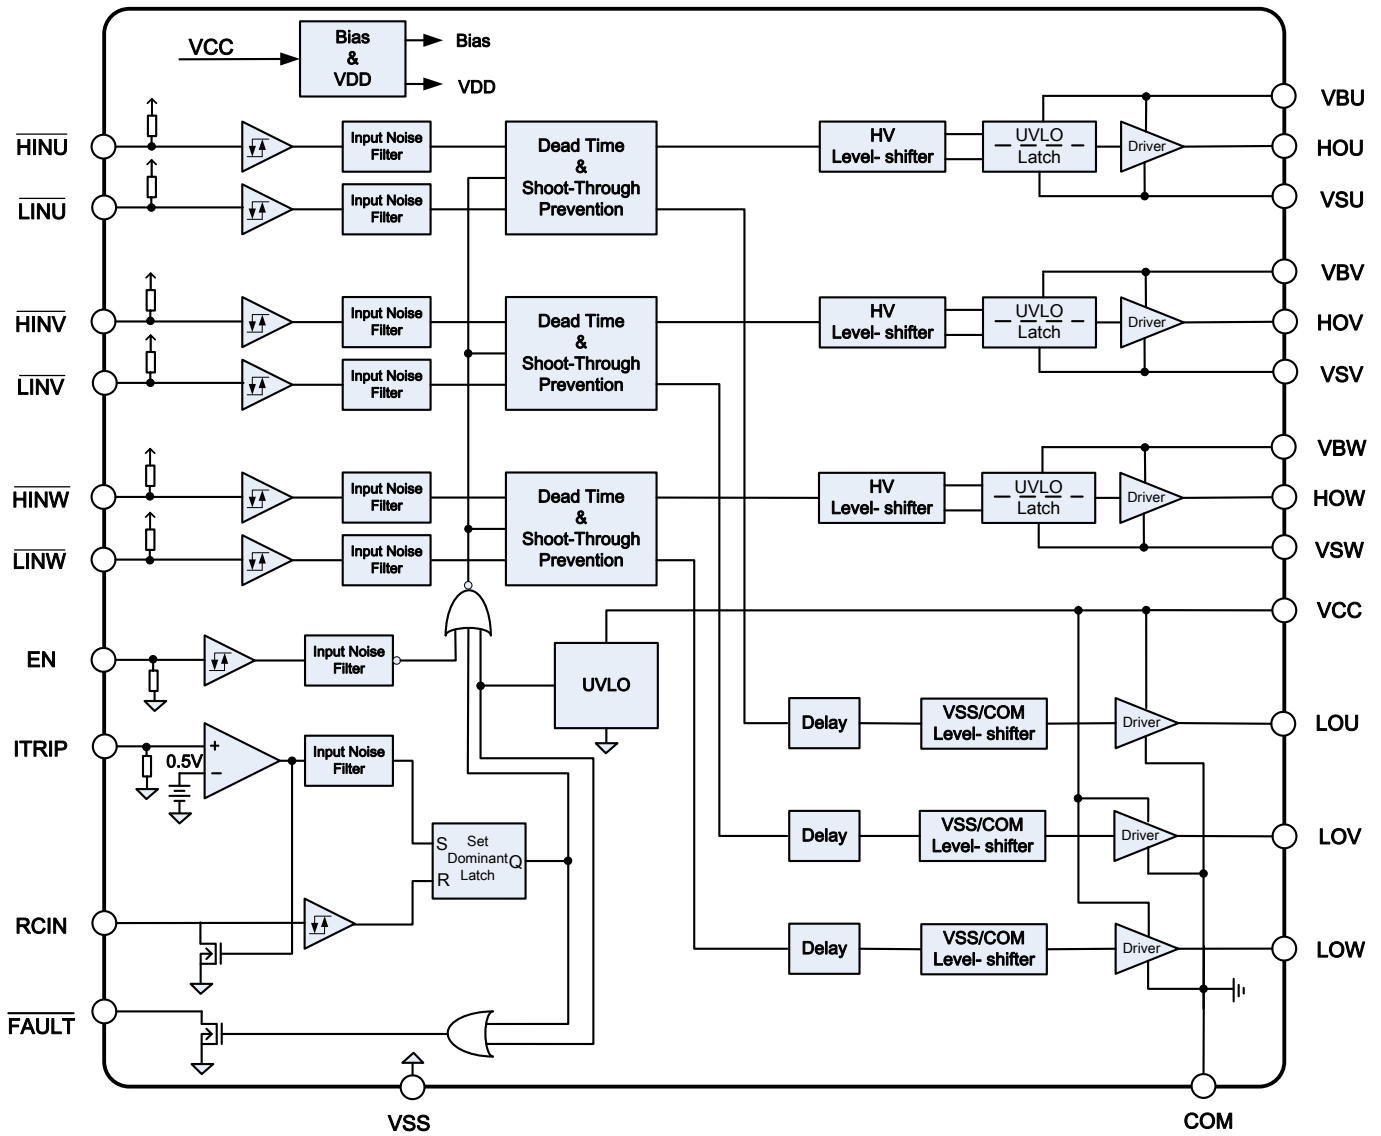 VCC
Bias
&
VDD
Bias
VDD
HINU
Input Noise
Filter
Dead Time
&
Shoot-Through
Prevention
HV
Level- shifter
UVLO
Latch
Driver
VBU
HOU
VSU
LINU
Input Noise
Filter
HINV
Input Noise
Filter
Dead Time
&
Shoot-Through
Prevention
HV
Level- shifter
UVLO
Latch
Driver
VBV
HOV
VSV
LINV
Input Noise
Filter
HINW
Input Noise
Filter
Dead Time
&
Shoot-Through
Prevention
HV
Level- shifter
UVLO
Latch
Driver
VBW
HOW
VSW
LINW
Input Noise
Filter
VCC
EN
Input Noise
Filter
UVLO
Delay
VSS/COM
Level- shifter
Driver
LOU
ITRIP
0.5V
+
−
Input Noise
Filter
S
R
Set
Dominant
Latch
Q
Delay
VSS/COM
Level- shifter
Driver
LOV
RCIN
Delay
VSS/COM
Level- shifter
Driver
LOW
FAULT
VSS
COM